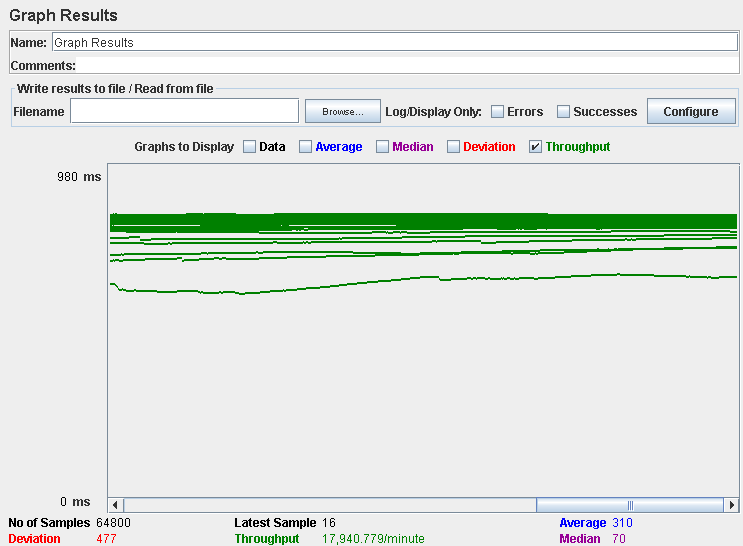 Graph Results
Name: Graph Results
Comments:
Write results to file / Read from file
Filename Browse... Log/Display Only: Errors Successes Configure
Graphs to Display Data Average Median Deviation Throughput
980 ms
0 ms
No of Samples 64800 Latest Sample 16 Average 310
Deviation 477 Throughput 17,940.779/minute Median 70